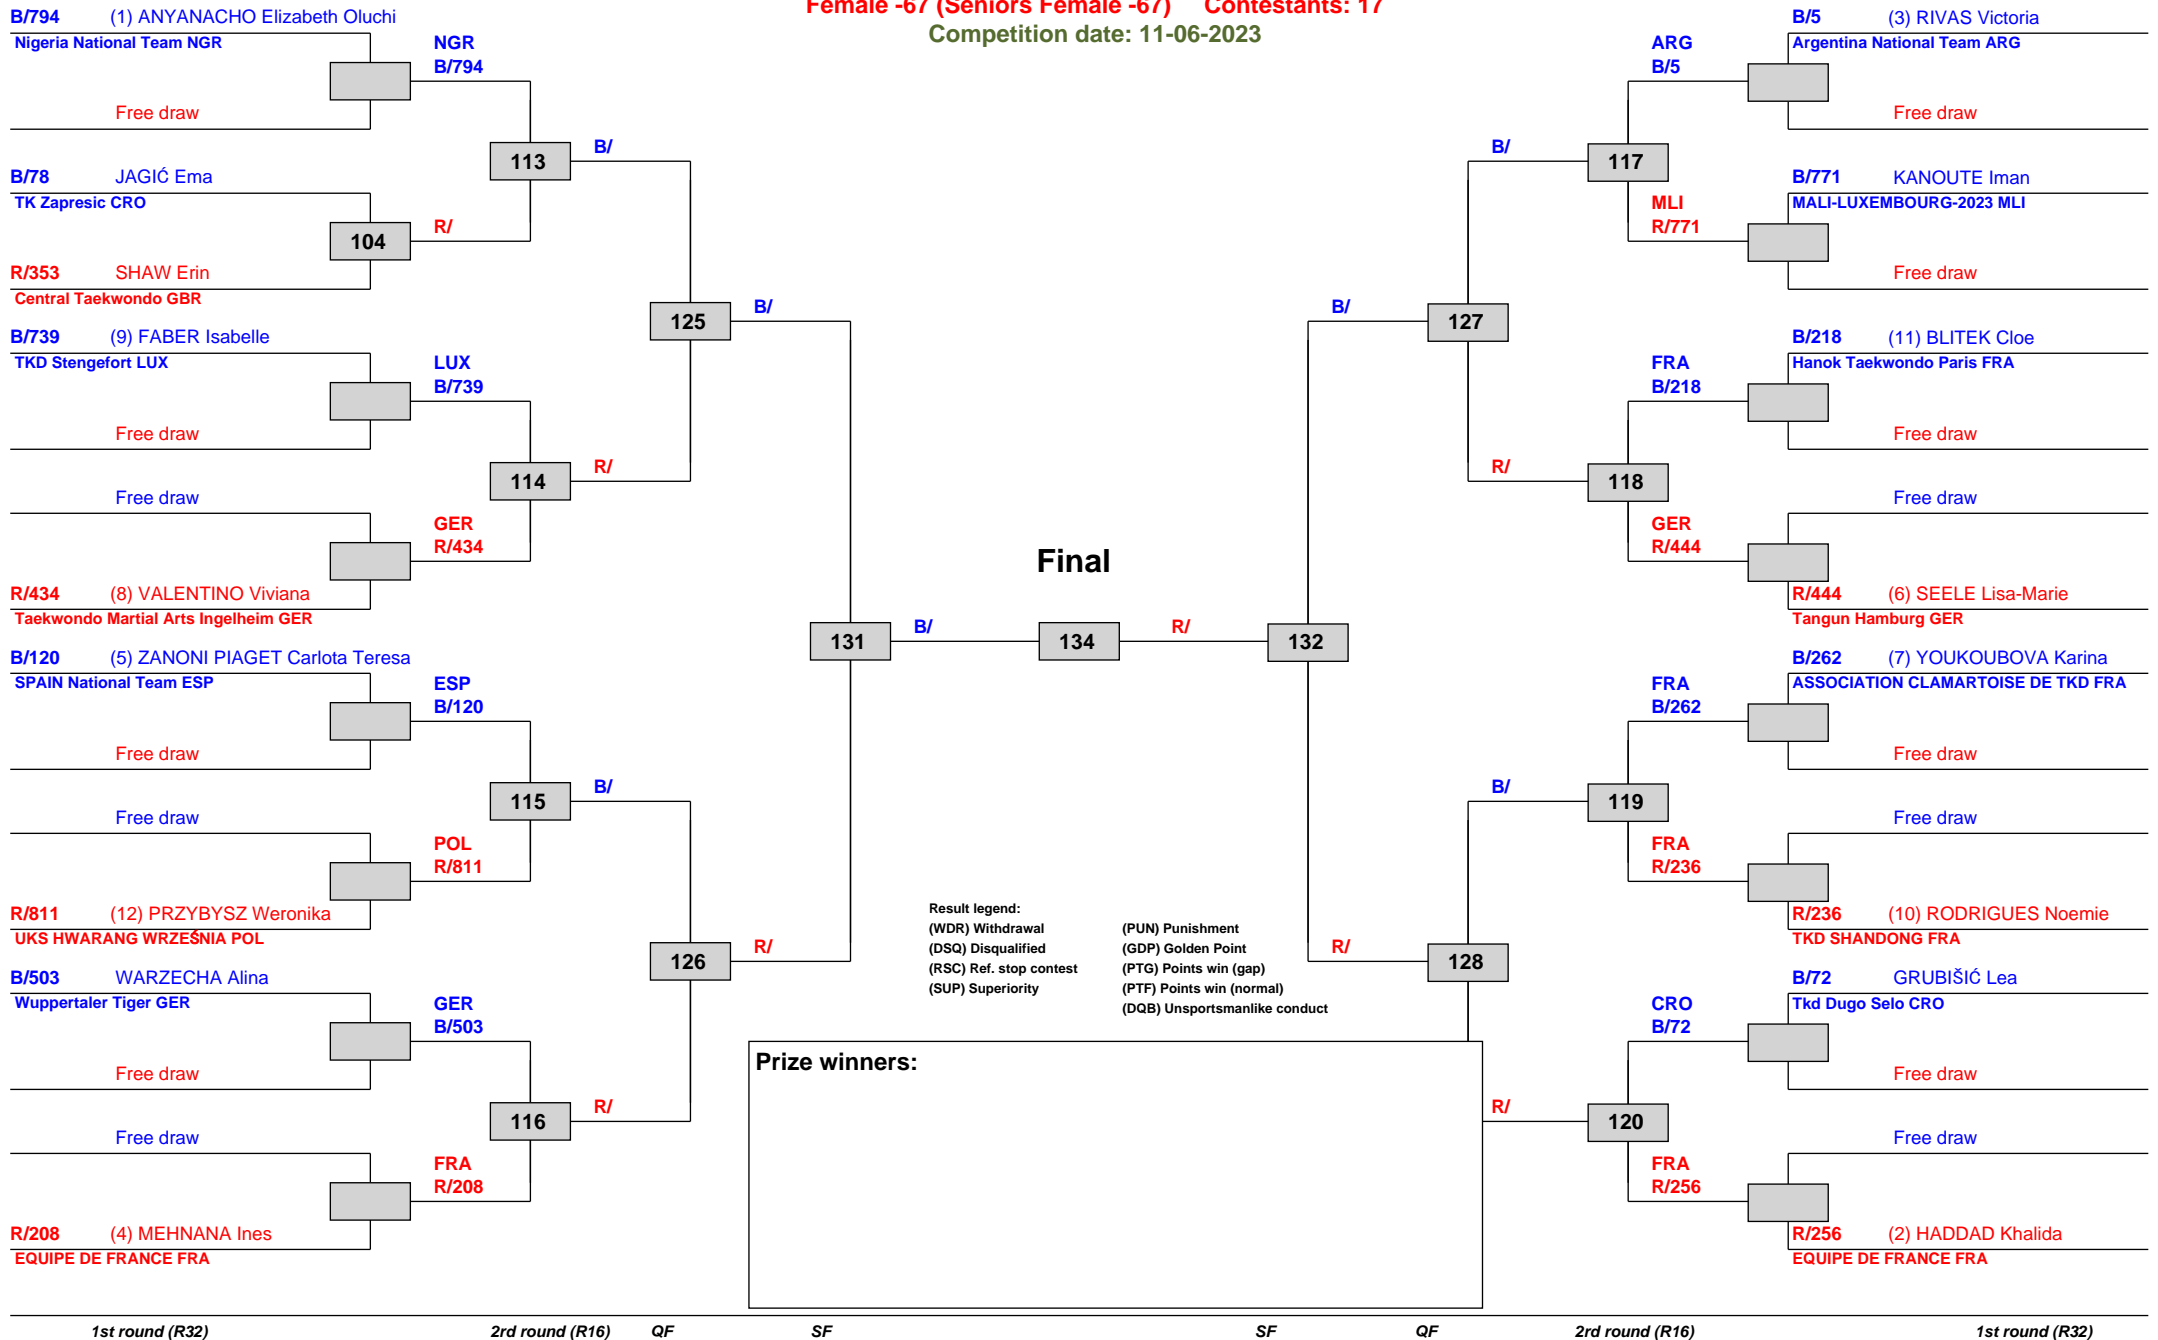 Female -67 (Seniors Female -67) Contestants: 17
Competition date: 11-06-2023
B/794 (1) ANYANACHO Elizabeth Oluchi
Nigeria National Team NGR
Free draw
NGR
B/794
B/78 JAGIĆ Ema
TK Zapresic CRO
104
R/
R/353 SHAW Erin
Central Taekwondo GBR
113
B/
B/739 (9) FABER Isabelle
TKD Stengefort LUX
Free draw
LUX
B/739
Free draw
R/434 (8) VALENTINO Viviana
Taekwondo Martial Arts Ingelheim GER
GER
R/434
114
R/
125
B/
B/120 (5) ZANONI PIAGET Carlota Teresa
SPAIN National Team ESP
Free draw
ESP
B/120
Free draw
R/811 (12) PRZYBYSZ Weronika
UKS HWARANG WRZEŚNIA POL
POL
R/811
115
B/
B/503 WARZECHA Alina
Wuppertaler Tiger GER
Free draw
GER
B/503
Free draw
R/208 (4) MEHNANA Ines
EQUIPE DE FRANCE FRA
FRA
R/208
116
R/
126
R/
131
B/
Final
134
R/
132
B/
R/
B/5 (3) RIVAS Victoria
Argentina National Team ARG
Free draw
ARG
B/5
B/771 KANOUTE Iman
MALI-LUXEMBOURG-2023 MLI
Free draw
MLI
R/771
117
B/
127
B/218 (11) BLITEK Cloe
Hanok Taekwondo Paris FRA
Free draw
FRA
B/218
Free draw
R/444 (6) SEELE Lisa-Marie
Tangun Hamburg GER
GER
R/444
118
R/
B/262 (7) YOUKOUBOVA Karina
ASSOCIATION CLAMARTOISE DE TKD FRA
Free draw
FRA
B/262
Free draw
R/236 (10) RODRIGUES Noemie
TKD SHANDONG FRA
FRA
R/236
119
B/
128
B/72 GRUBIŠIĆ Lea
Tkd Dugo Selo CRO
Free draw
CRO
B/72
Free draw
R/256 (2) HADDAD Khalida
EQUIPE DE FRANCE FRA
FRA
R/256
120
R/
Result legend:
(WDR) Withdrawal (PUN) Punishment
(DSQ) Disqualified (GDP) Golden Point
(RSC) Ref. stop contest (PTG) Points win (gap)
(SUP) Superiority (PTF) Points win (normal)
(DQB) Unsportsmanlike conduct
Prize winners:
1st round (R32) 2rd round (R16) QF SF SF QF 2rd round (R16) 1st round (R32)